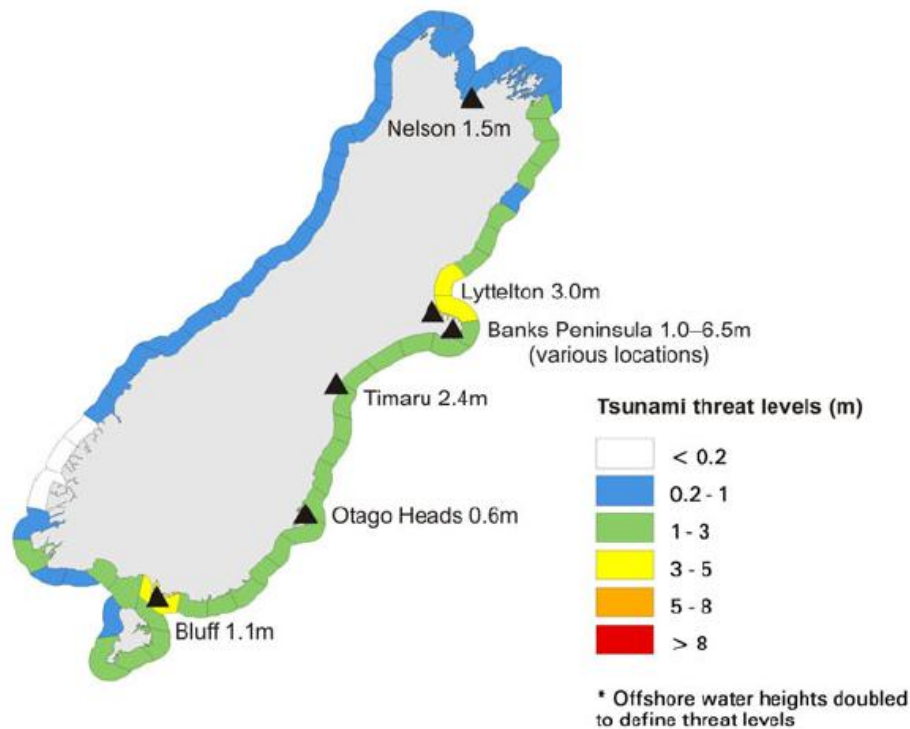 Nelson 1.5m
Lyttelton 3.0m
Banks Peninsula 1.0–6.5m
(various locations)
Timaru 2.4m
Otago Heads 0.6m
Bluff 1.1m
Tsunami threat levels (m)
< 0.2
0.2 - 1
1 - 3
3 - 5
5 - 8
> 8
* Offshore water heights doubled
to define threat levels